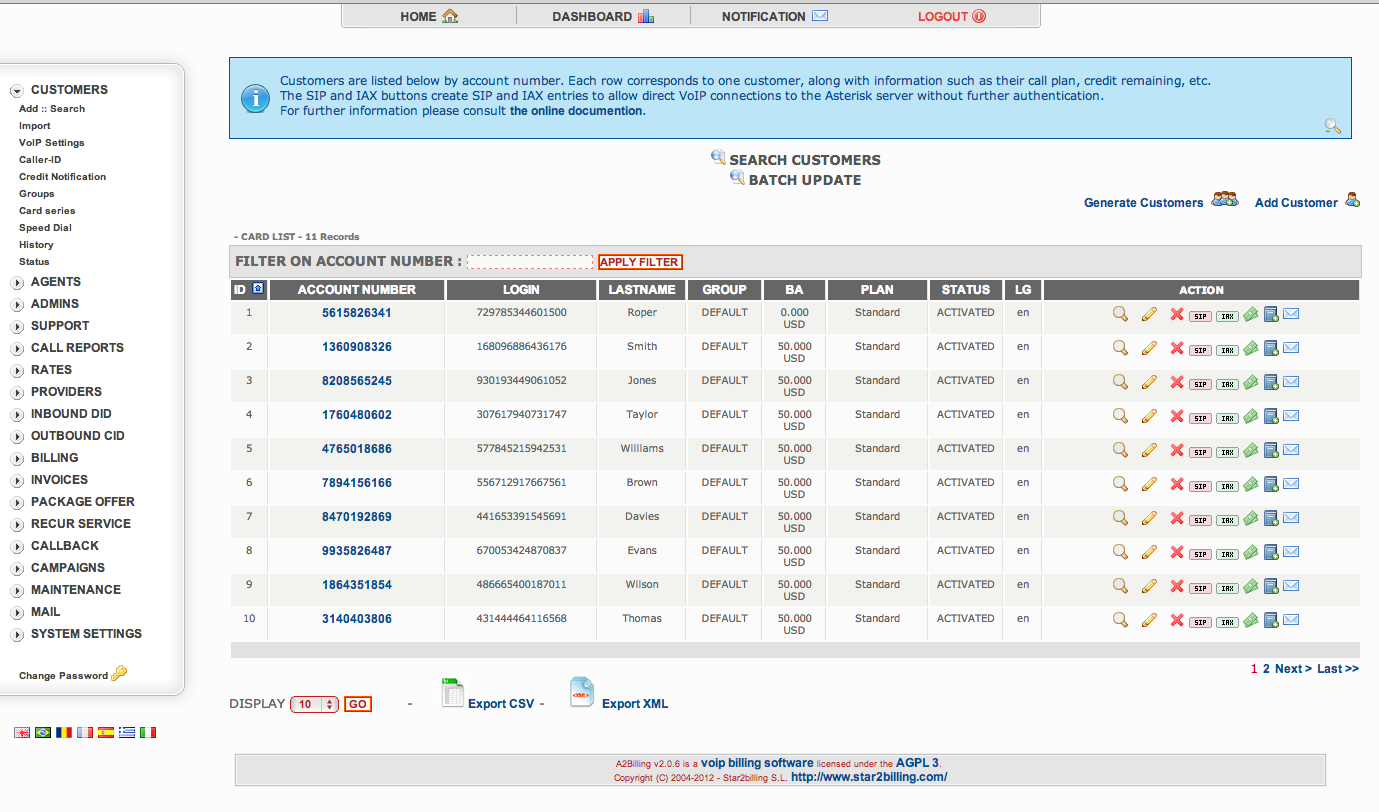 HOME
DASHBOARD
NOTIFICATION
LOGOUT
CUSTOMERS
Add :: Search
Import
VoIP Settings
Caller-ID
Credit Notification
Groups
Card series
Speed Dial
History
Status
AGENTS
ADMINS
SUPPORT
CALL REPORTS
RATES
PROVIDERS
INBOUND DID
OUTBOUND CID
BILLING
INVOICES
PACKAGE OFFER
RECUR SERVICE
CALLBACK
CAMPAIGNS
MAINTENANCE
MAIL
SYSTEM SETTINGS
Change Password
Customers are listed below by account number. Each row corresponds to one customer, along with information such as their call plan, credit remaining, etc.
The SIP and IAX buttons create SIP and IAX entries to allow direct VoIP connections to the Asterisk server without further authentication.
For further information please consult the online documention.
SEARCH CUSTOMERS
BATCH UPDATE
Generate Customers
Add Customer
- CARD LIST - 11 Records
FILTER ON ACCOUNT NUMBER :
APPLY FILTER
ID ACCOUNT NUMBER LOGIN LASTNAME GROUP BA PLAN STATUS LG ACTION
1 5615826341 729785344601500 Roper DEFAULT 0.000 USD Standard ACTIVATED en SIP IAX
2 1360908326 168096886436176 Smith DEFAULT 50.000 USD Standard ACTIVATED en SIP IAX
3 8208565245 930193449061052 Jones DEFAULT 50.000 USD Standard ACTIVATED en SIP IAX
4 1760480602 307617940731747 Taylor DEFAULT 50.000 USD Standard ACTIVATED en SIP IAX
5 4765018686 577845215942531 Williams DEFAULT 50.000 USD Standard ACTIVATED en SIP IAX
6 7894156166 556712917667561 Brown DEFAULT 50.000 USD Standard ACTIVATED en SIP IAX
7 8470192869 441653391545691 Davies DEFAULT 50.000 USD Standard ACTIVATED en SIP IAX
8 9935826487 670053424870837 Evans DEFAULT 50.000 USD Standard ACTIVATED en SIP IAX
9 1864351854 486665400187011 Wilson DEFAULT 50.000 USD Standard ACTIVATED en SIP IAX
10 3140403806 431444464116568 Thomas DEFAULT 50.000 USD Standard ACTIVATED en SIP IAX
1 2 Next > Last >>
DISPLAY 10 GO - Export CSV - Export XML
A2Billing v2.0.6 is a voip billing software licensed under the AGPL 3.
Copyright (C) 2004-2012 - Star2billing S.L. http://www.star2billing.com/